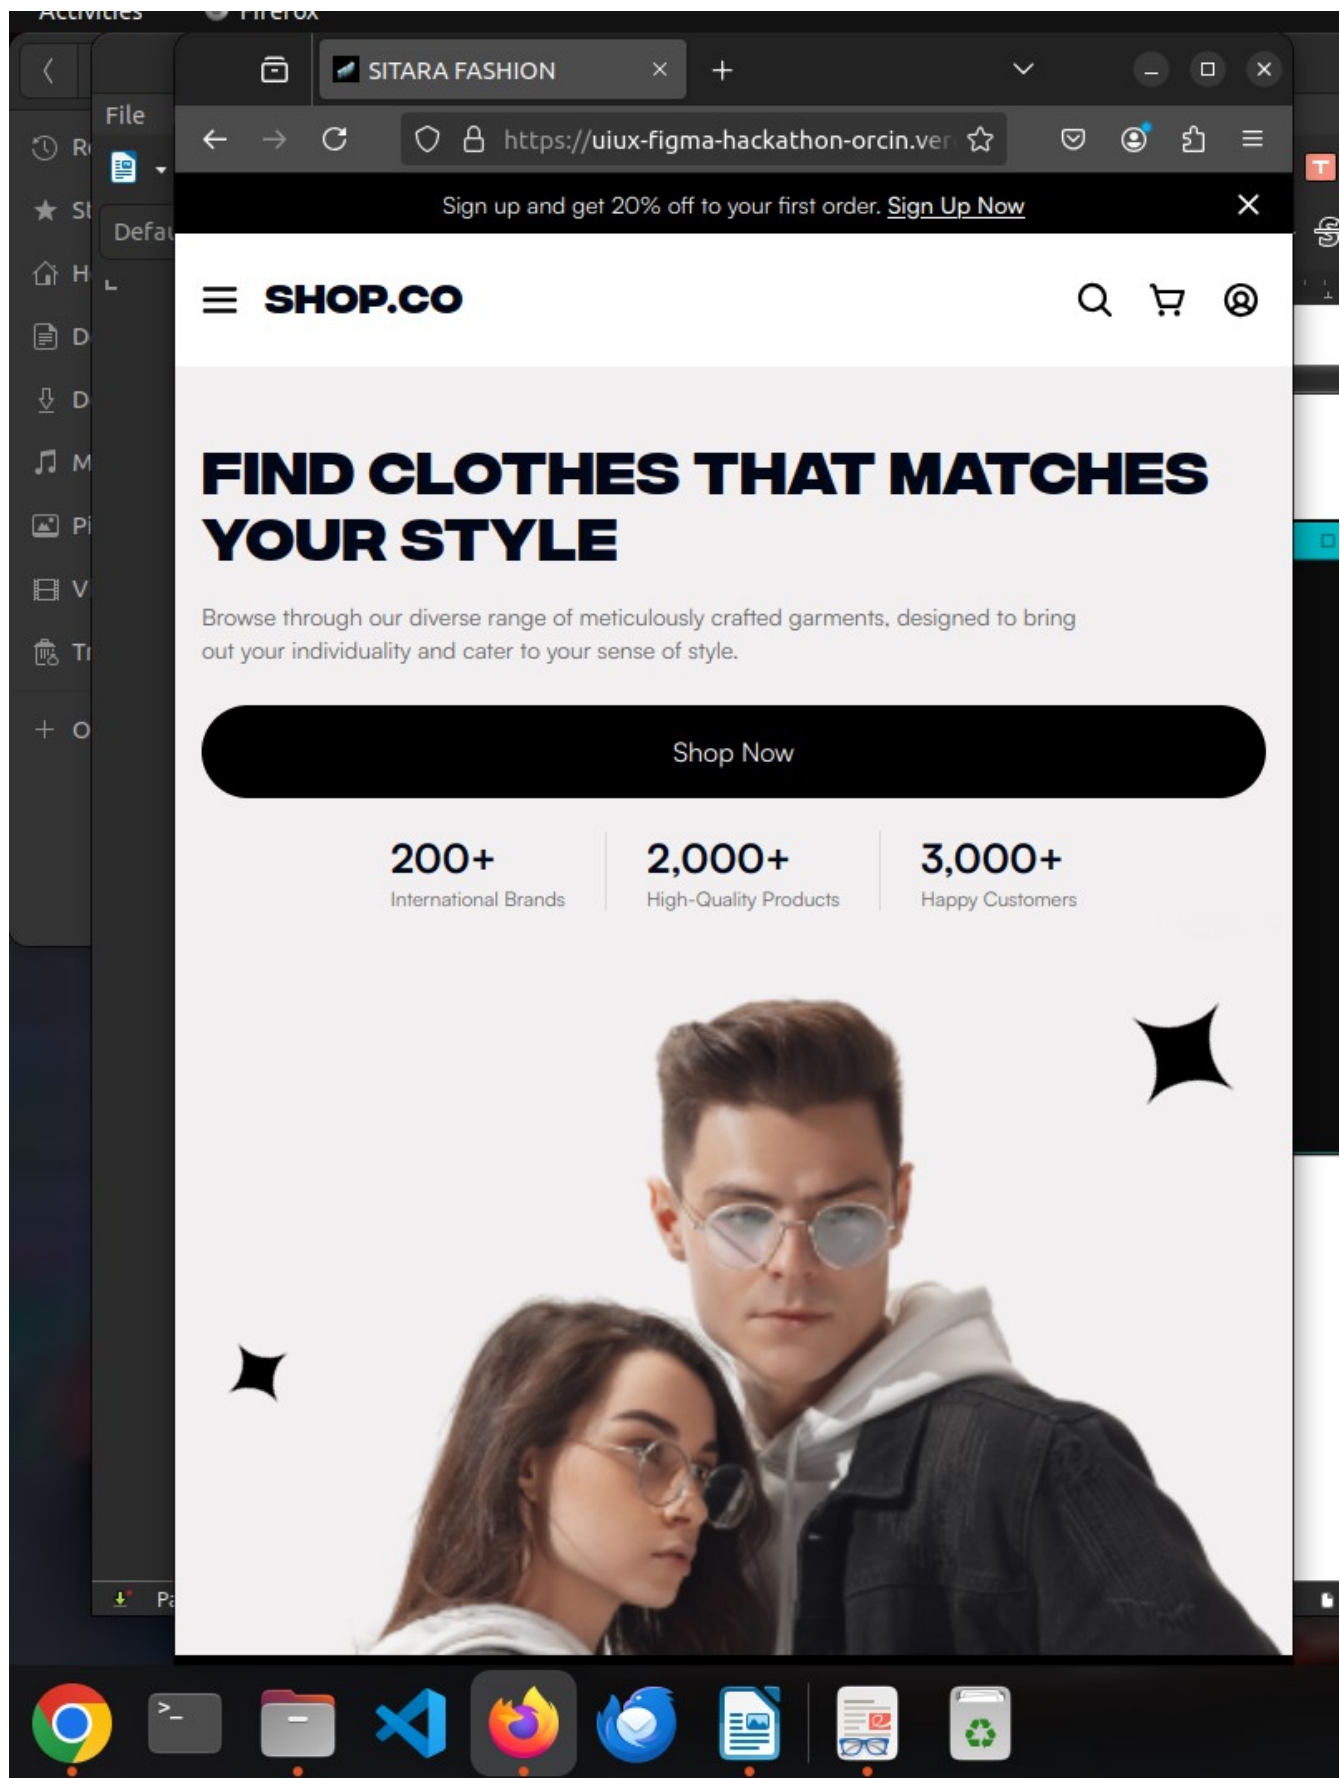 Activities
Firefox
SITARA FASHION
File
https://uiux-figma-hackathon-orcin.ver
Sign up and get 20% off to your first order. Sign Up Now
SHOP.CO
FIND CLOTHES THAT MATCHES
YOUR STYLE
Browse through our diverse range of meticulously crafted garments, designed to bring
out your individuality and cater to your sense of style.
Shop Now
200+
International Brands
2,000+
High-Quality Products
3,000+
Happy Customers